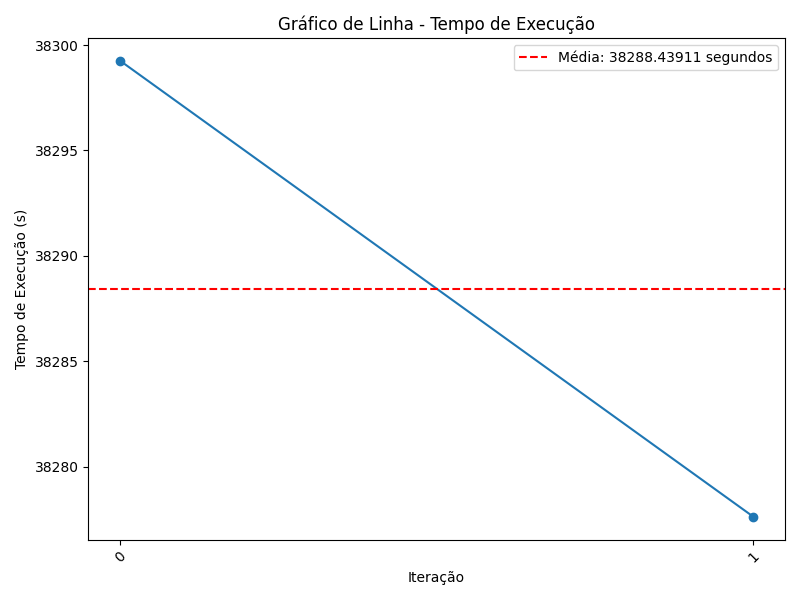 Gráfico de Linha - Tempo de Execução
Média: 38288.43911 segundos
Tempo de Execução (s)
38300
38295
38290
38285
38280
0
1
Iteração